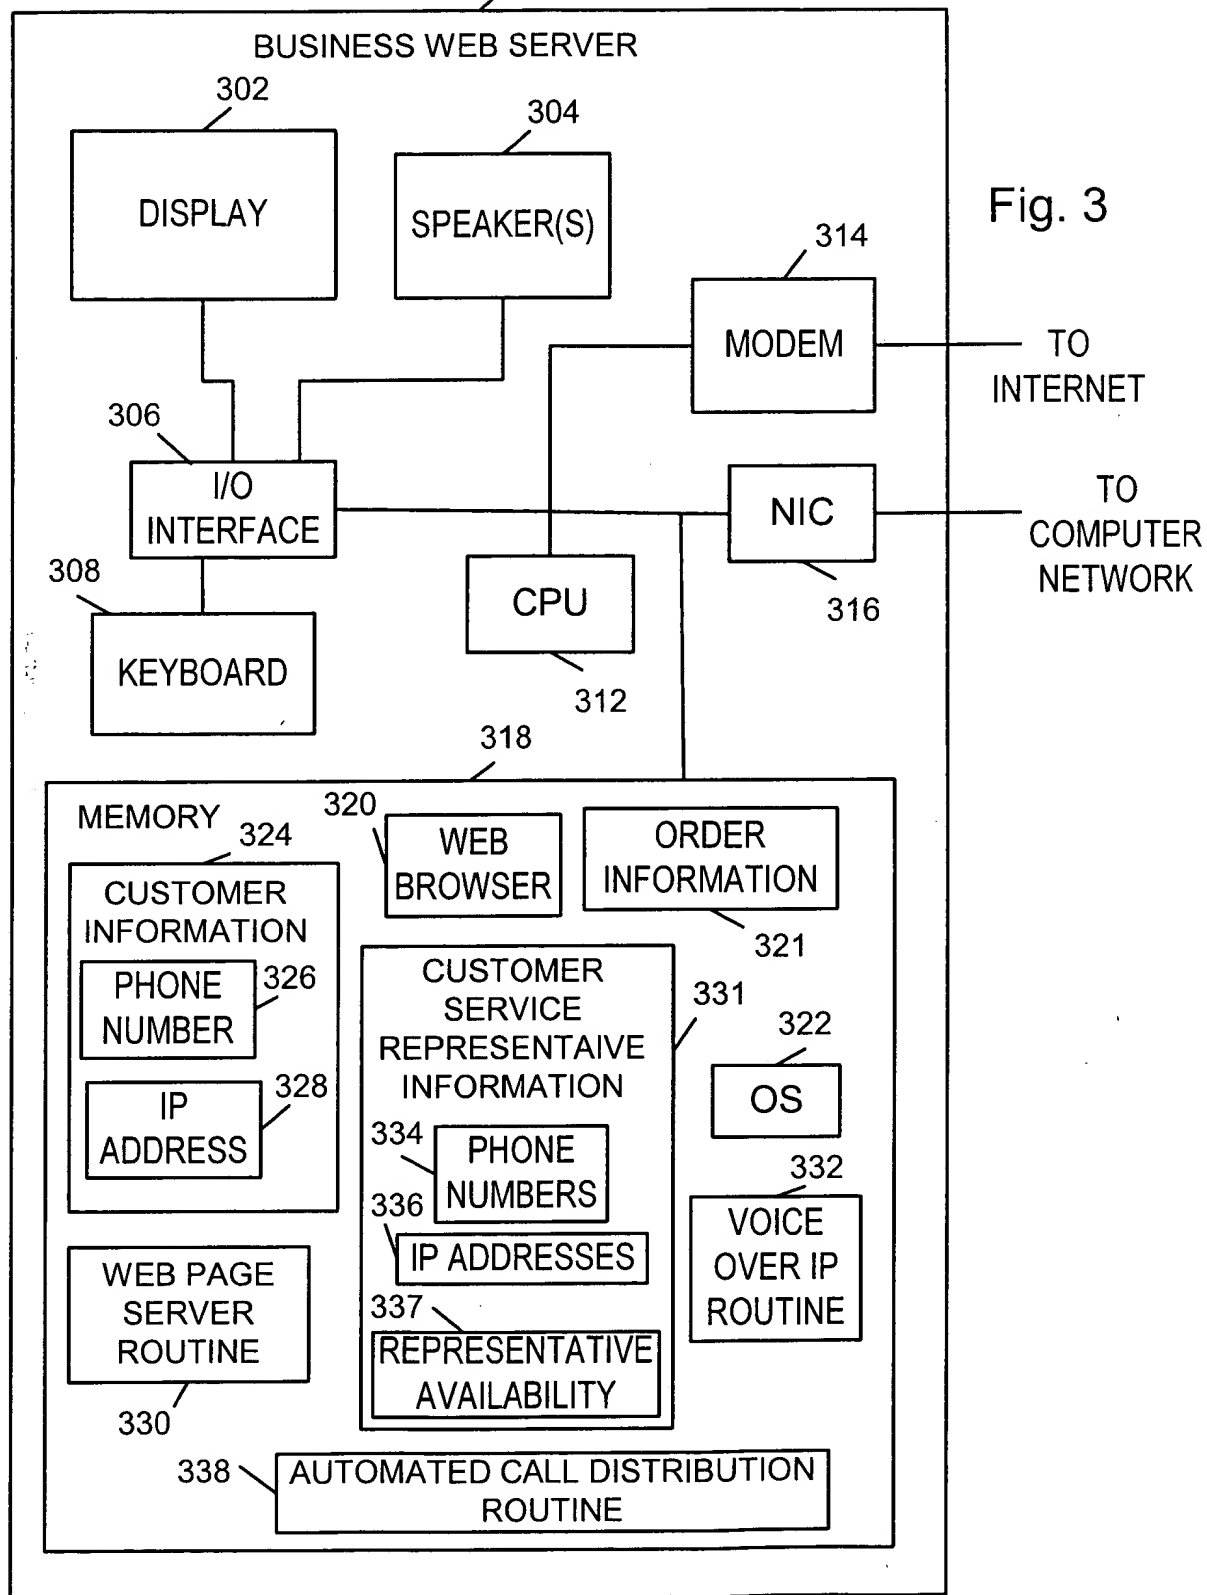 BUSINESS WEB SERVER
302
304
DISPLAY
SPEAKER(S)
Fig. 3
314
MODEM
TO
INTERNET
306
I/O
INTERFACE
NIC
TO
COMPUTER
NETWORK
316
308
CPU
312
KEYBOARD
318
MEMORY
320
WEB
BROWSER
ORDER
INFORMATION
321
324
CUSTOMER
INFORMATION
PHONE
NUMBER
326
IP
ADDRESS
328
CUSTOMER
SERVICE
REPRESENTAIVE
INFORMATION
331
334
PHONE
NUMBERS
336
IP ADDRESSES
337
REPRESENTATIVE
AVAILABILITY
322
OS
332
VOICE
OVER IP
ROUTINE
WEB PAGE
SERVER
ROUTINE
330
338
AUTOMATED CALL DISTRIBUTION
ROUTINE